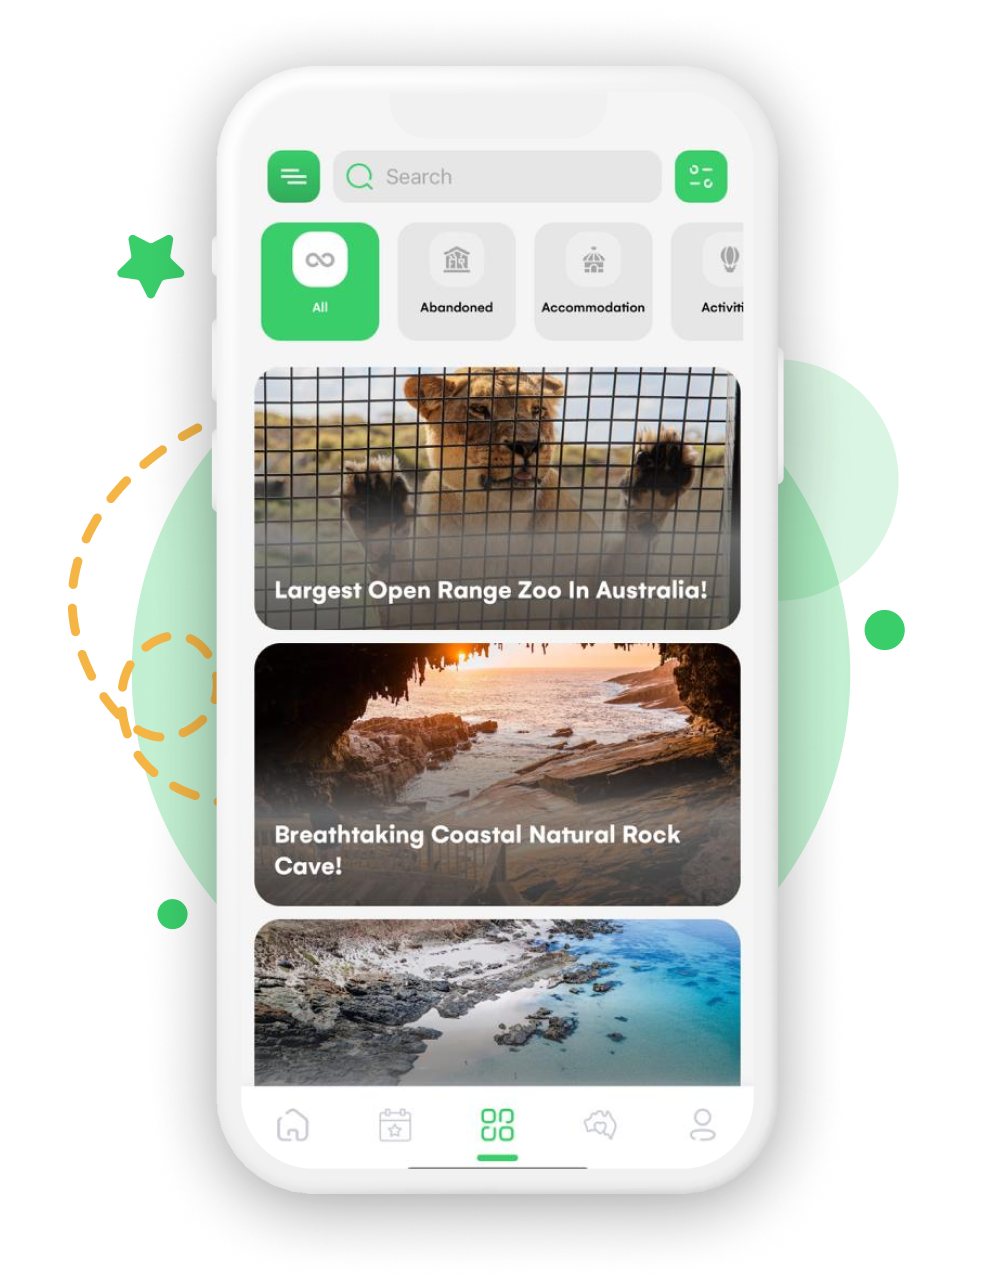 Search
All
Abandoned
Accommodation
Activiti
Largest Open Range Zoo In Australia!
Breathtaking Coastal Natural Rock
Cave!